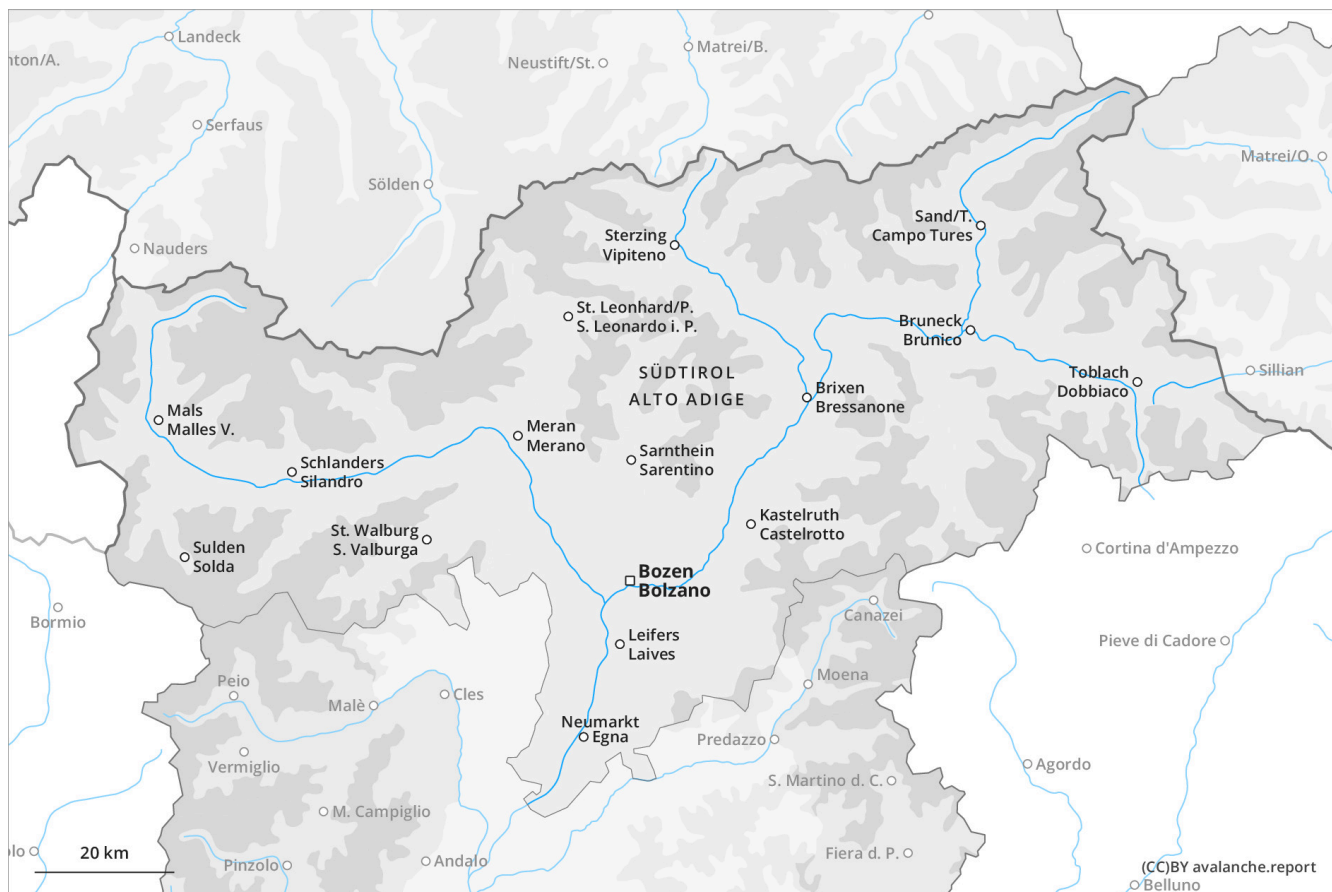 Landeck
nton/A.
Neustift/St.
Matrei/B.
Serfaus
Matrei/O.
Sölden
Sand/T.
Campo Tures
Sterzing
Vipiteno
Nauders
St. Leonhard/P.
S. Leonardo i. P.
Bruneck
Brunico
SÜDTIROL
ALTO ADIGE
Toblach
Dobbiaco
Sillian
Brixen
Bressanone
Mals
Malles V.
Meran
Merano
Sarnthein
Sarentino
Schlanders
Silandro
Kastelruth
Castelrotto
St. Walburg
S. Valburga
Sulden
Solda
Cortina d'Ampezzo
Bozen
Bolzano
Bormio
Canazei
Leifers
Laives
Pieve di Cadore
Peio
Malè
Cles
Moena
Neumarkt
Egna
Predazzo
Vermiglio
Agordo
S. Martino d. C.
M. Campiglio
olo
20 km
Pinzolo
Andalo
Fiera d. P.
(CC)BY avalanche.report
Belluno